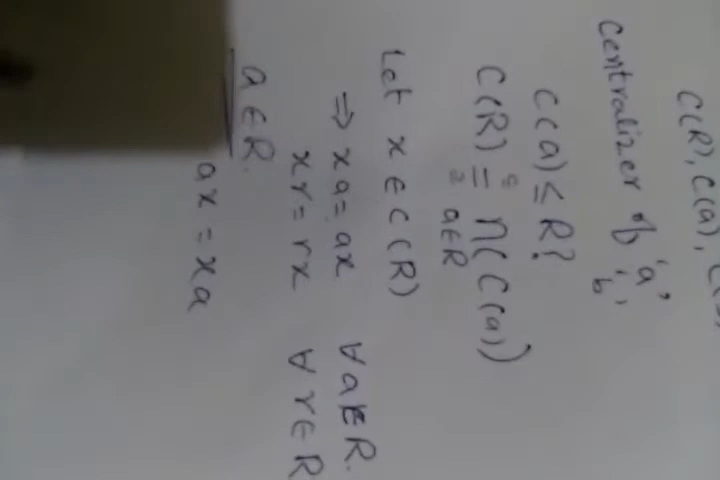 C(R), C(a),
Centralizer of 'a', 'b',
C(a) ≤ R?
C(R) = ∩ (C(a))
a∈R
Let x ∈ C(R)
⇒ xa = ax ∀ a ∈ R.
xr = rx ∀ r ∈ R
a ∈ R.
ax = xa